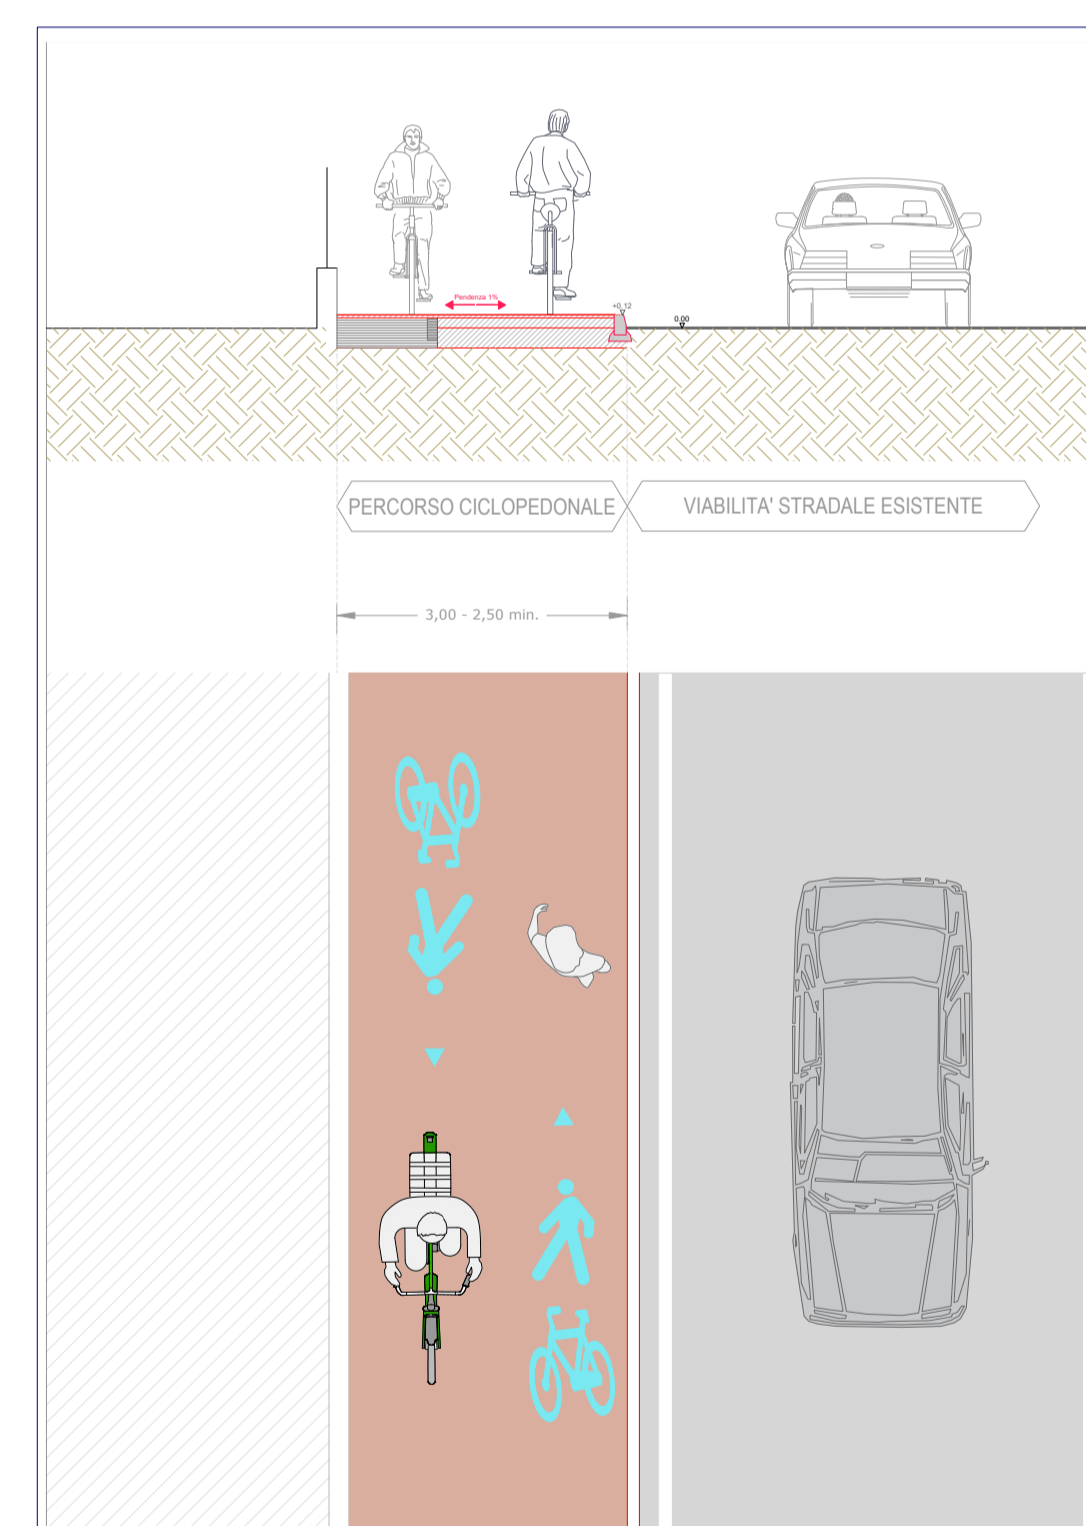 Pendenza 1%
+0.12
0.00
PERCORSO CICLOPEDONALE
VIABILITA' STRADALE ESISTENTE
3,00 - 2,50 min.